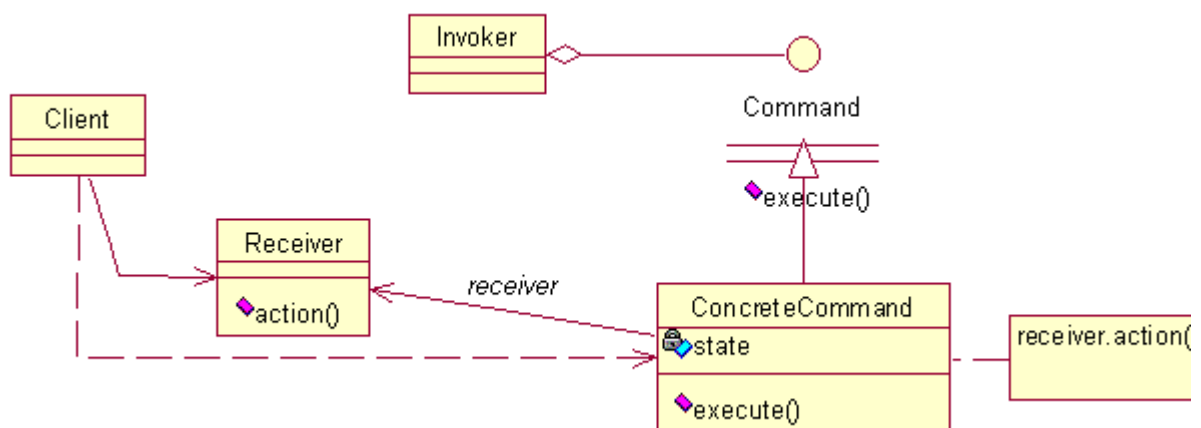 Invoker
Client
Command
execute()
Receiver
action()
receiver
ConcreteCommand
state
execute()
receiver.action()